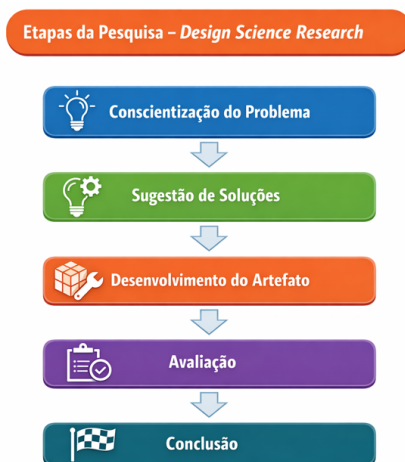 Etapas da Pesquisa – Design Science Research
Conscientização do Problema
Sugestão de Soluções
Desenvolvimento do Artefato
Avaliação
Conclusão